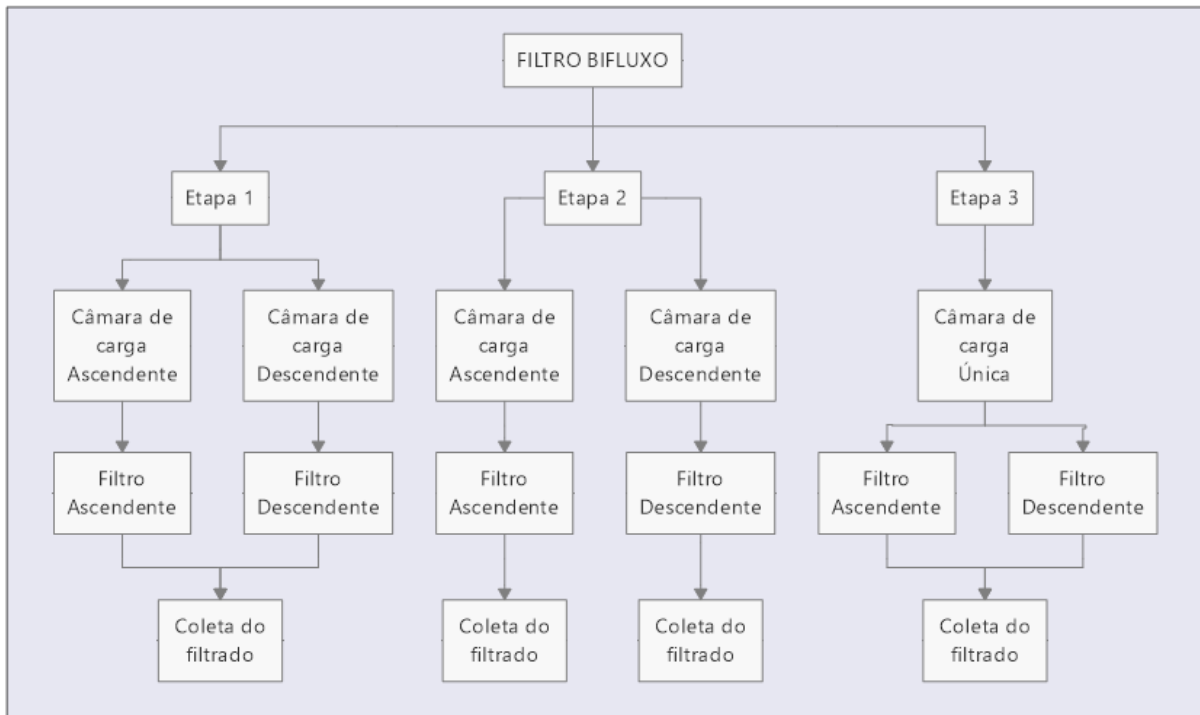 FILTRO BIFLUXO
Etapa 1
Etapa 2
Etapa 3
Câmara de
carga
Ascendente
Câmara de
carga
Descendente
Câmara de
carga
Ascendente
Câmara de
carga
Descendente
Câmara de
carga
Única
Filtro
Ascendente
Filtro
Descendente
Filtro
Ascendente
Filtro
Descendente
Filtro
Ascendente
Filtro
Descendente
Coleta do
filtrado
Coleta do
filtrado
Coleta do
filtrado
Coleta do
filtrado